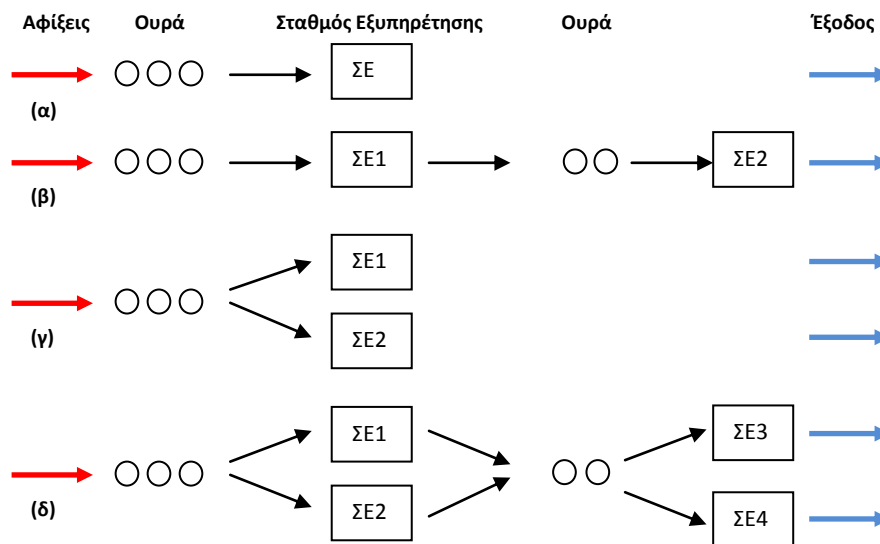 Αφίξεις Ουρά Σταθμός Εξυπηρέτησης Ουρά Έξοδος
ΣΕ
(α)
ΣΕ1 ΣΕ2
(β)
ΣΕ1
(γ)
ΣΕ2
ΣΕ1 ΣΕ3
(δ)
ΣΕ2 ΣΕ4